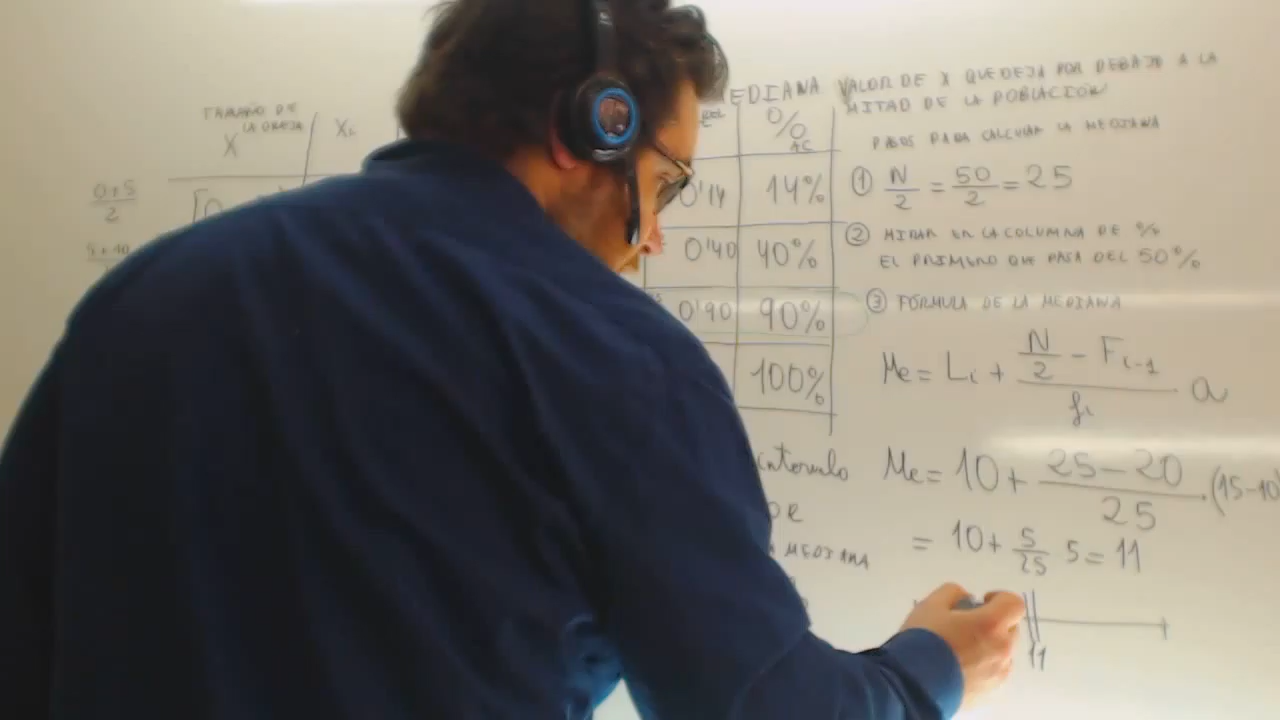 TAMAÑO DE
LA OREJA
X
Xi
0+5
2
EDIANA VALOR DE X QUE DEJA POR DEBAJO A LA
MITAD DE LA POBLACIÓN
%
AC
0'14 14%
0'40 40%
0'90 90%
100%
PASOS PARA CALCULAR LA MEDIANA
① N/2 = 50/2 = 25
② MIRAR EN LA COLUMNA DE %
EL PRIMERO QUE PASA DEL 50%
③ FÓRMULA DE LA MEDIANA
Me = Li + (N/2 - Fi-1)/fi a
intervalo
Me = 10 + (25-20)/25 · (15-10)
= 10 + 5/25 5 = 11
MEDIANA
11